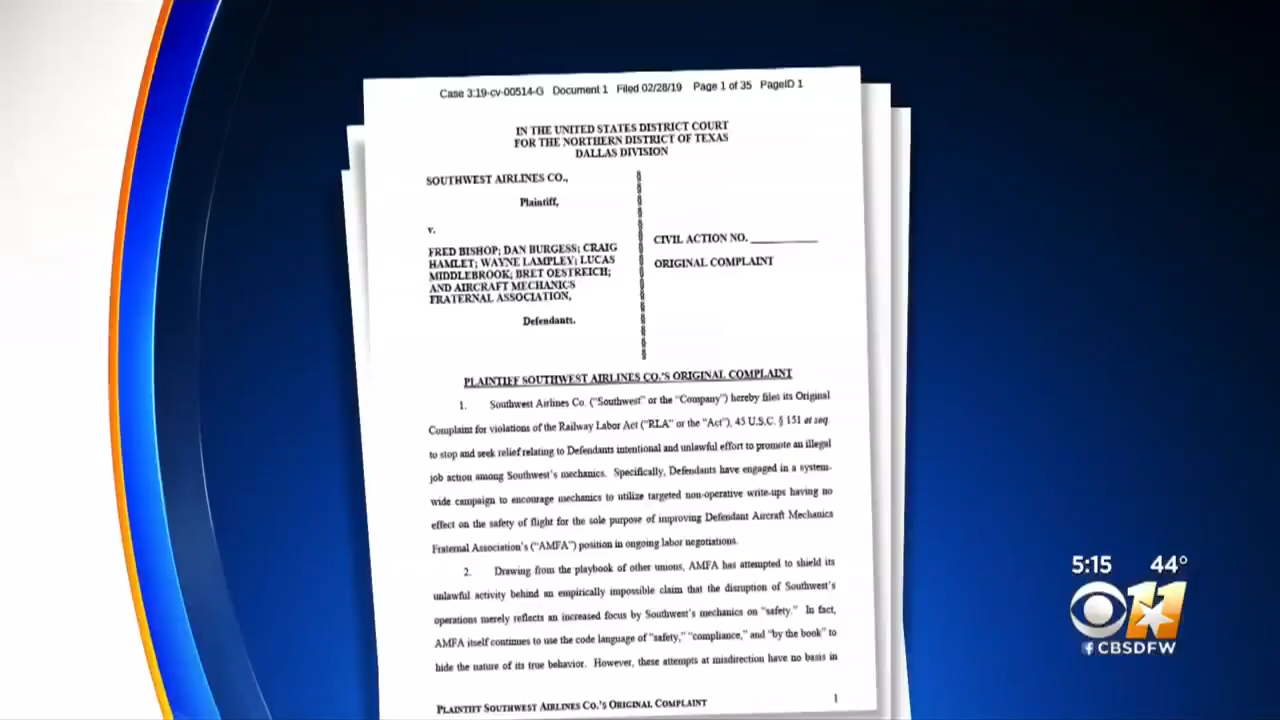 Case 3:19-cv-00514-G Document 1 Filed 02/28/19 Page 1 of 35 PageID 1
IN THE UNITED STATES DISTRICT COURT
FOR THE NORTHERN DISTRICT OF TEXAS
DALLAS DIVISION
SOUTHWEST AIRLINES CO.,
Plaintiff,
v.
FRED BISHOP; DAN BURGESS; CRAIG
HAMLET; WAYNE LAMPLEY; LUCAS
MIDDLEBROOK; BRET OESTREICH;
AND AIRCRAFT MECHANICS
FRATERNAL ASSOCIATION,
Defendants.
CIVIL ACTION NO. ___________
ORIGINAL COMPLAINT
PLAINTIFF SOUTHWEST AIRLINES CO.'S ORIGINAL COMPLAINT
1. Southwest Airlines Co. ("Southwest" or the "Company") hereby files its Original
Complaint for violations of the Railway Labor Act ("RLA" or the "Act"), 45 U.S.C. § 151 et seq.
to stop and seek relief relating to Defendants intentional and unlawful effort to promote an illegal
job action among Southwest's mechanics. Specifically, Defendants have engaged in a system-
wide campaign to encourage mechanics to utilize targeted non-operative write-ups having no
effect on the safety of flight for the sole purpose of improving Defendant Aircraft Mechanics
Fraternal Association's ("AMFA") position in ongoing labor negotiations.
2. Drawing from the playbook of other unions, AMFA has attempted to shield its
unlawful activity behind an empirically impossible claim that the disruption of Southwest's
operations merely reflects an increased focus by Southwest's mechanics on "safety." In fact,
AMFA itself continues to use the code language of "safety," "compliance," and "by the book" to
hide the nature of its true behavior. However, these attempts at misdirection have no basis in
PLAINTIFF SOUTHWEST AIRLINES CO.'S ORIGINAL COMPLAINT 1
5:15 44°
11
CBSDFW